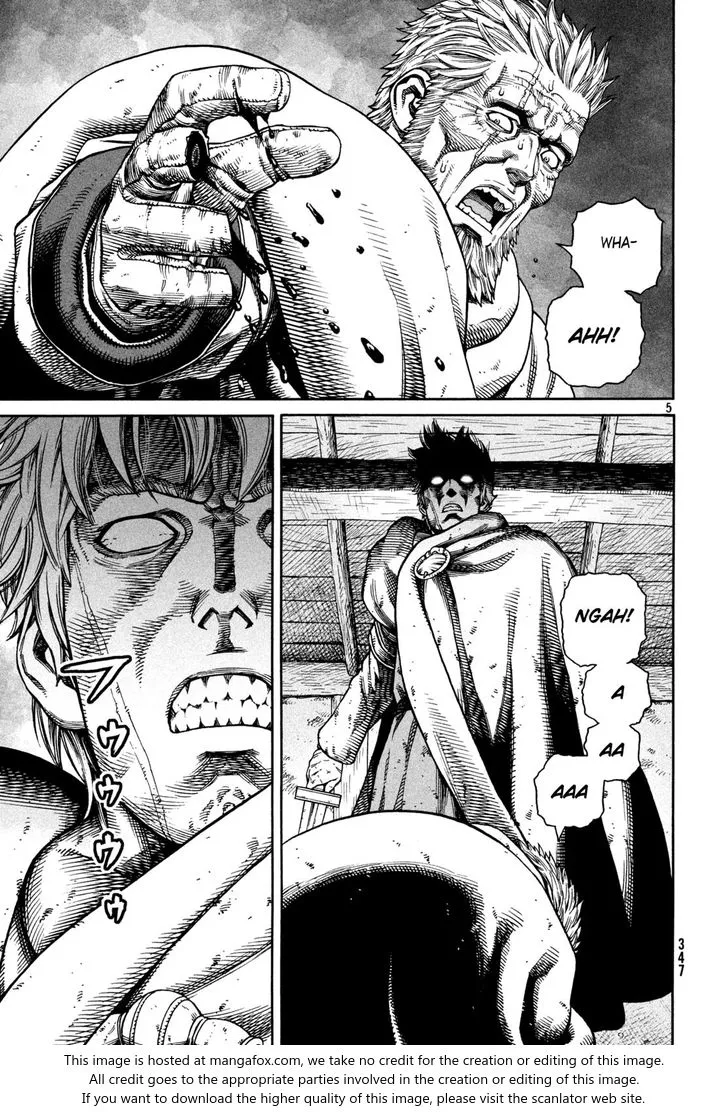 WHA-
AHH!
5
フウウウウ
NGAH!
A
AA
AAA
347
This image is hosted at mangafox.com, we take no credit for the creation or editing of this image.
All credit goes to the appropriate parties involved in the creation or editing of this image.
If you want to download the higher quality of this image, please visit the scanlator web site.